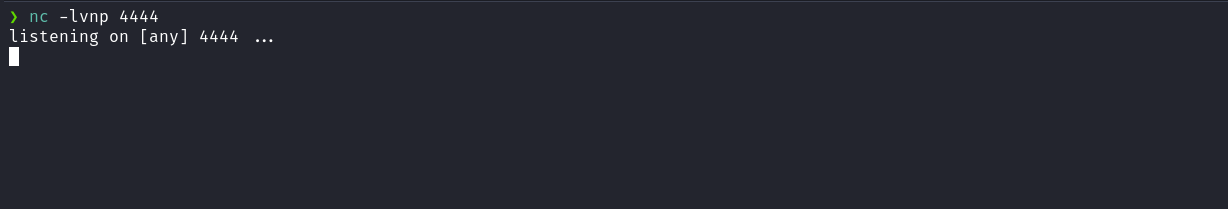 ❯ nc -lvnp 4444
listening on [any] 4444 ...